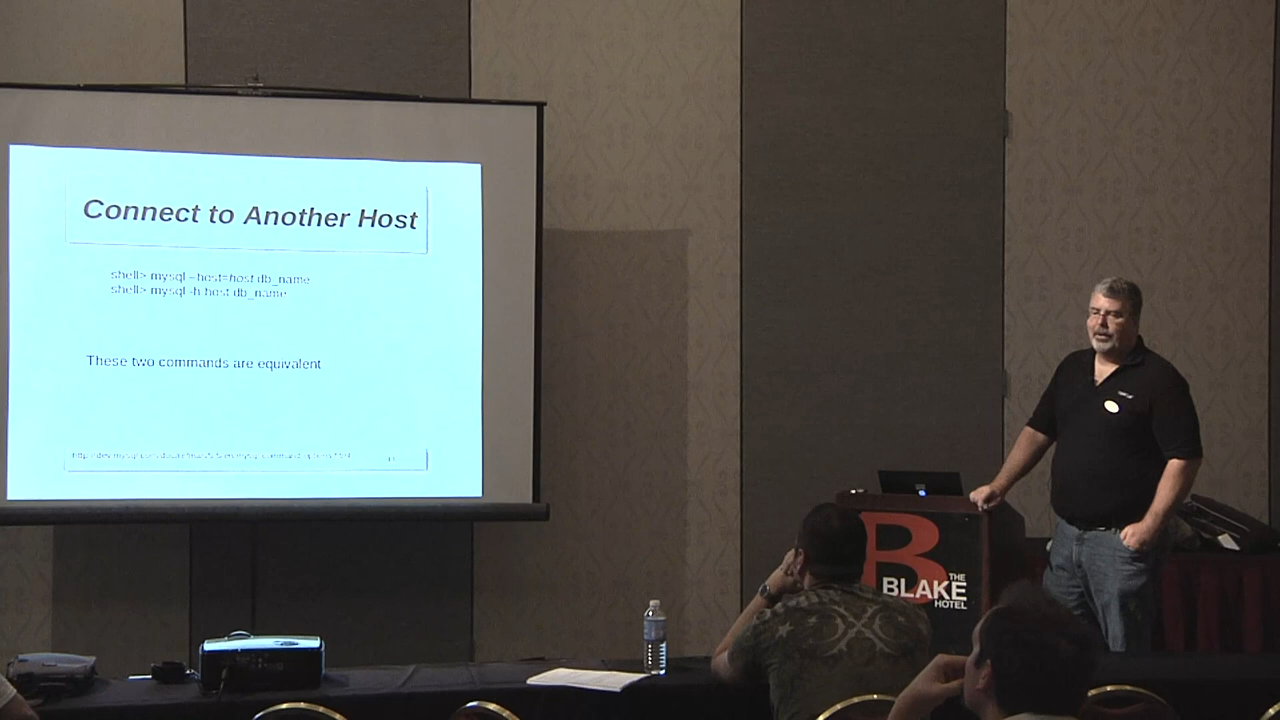 Connect to Another Host
shell> mysql --host=host db_name
shell> mysql -h host db_name
These two commands are equivalent
B
THE
BLAKE
HOTEL